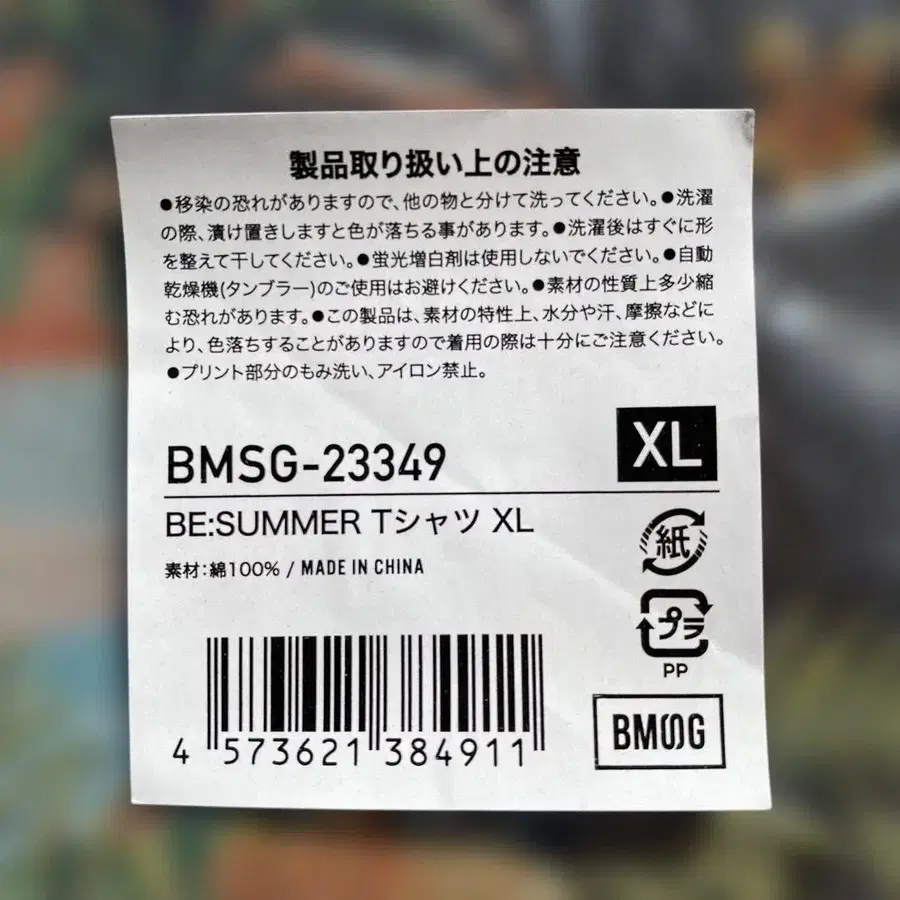 製品取り扱い上の注意
●移染の恐れがありますので、他の物と分けて洗ってください。●洗濯
の際、漬け置きしますと色が落ちる事があります。●洗濯後はすぐに形
を整えて干してください。●蛍光増白剤は使用しないでください。●自動
乾燥機(タンブラー)のご使用はお避けください。●素材の性質上多少縮
む恐れがあります。●この製品は、素材の特性上、水分や汗、摩擦などに
より、色落ちすることがありますので着用の際は十分にご注意ください。
●プリント部分のもみ洗い、アイロン禁止。
XL
BMSG-23349
BE:SUMMER Tシャツ XL
素材:綿100% / MADE IN CHINA
紙
プラ
PP
BMSG
4 573621 384911